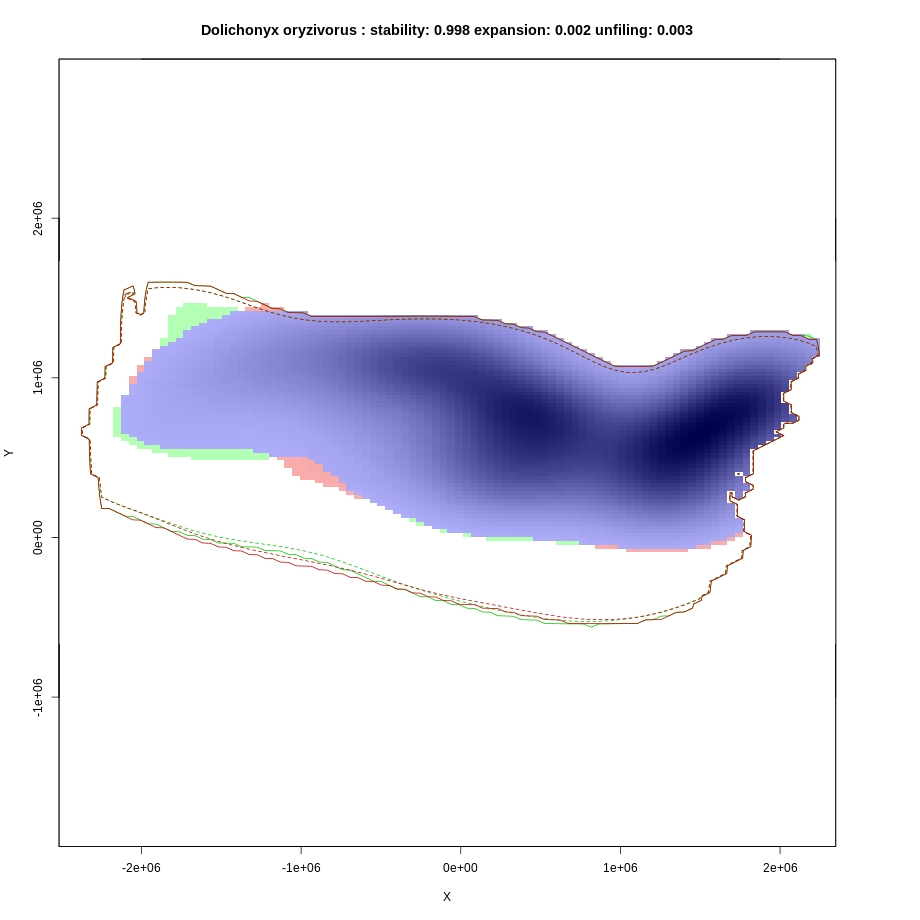 Dolichonyx oryzivorus : stability: 0.998 expansion: 0.002 unfiling: 0.003
2e+06
1e+06
0e+00
-1e+06
Y
-2e+06 -1e+06 0e+00 1e+06 2e+06
X